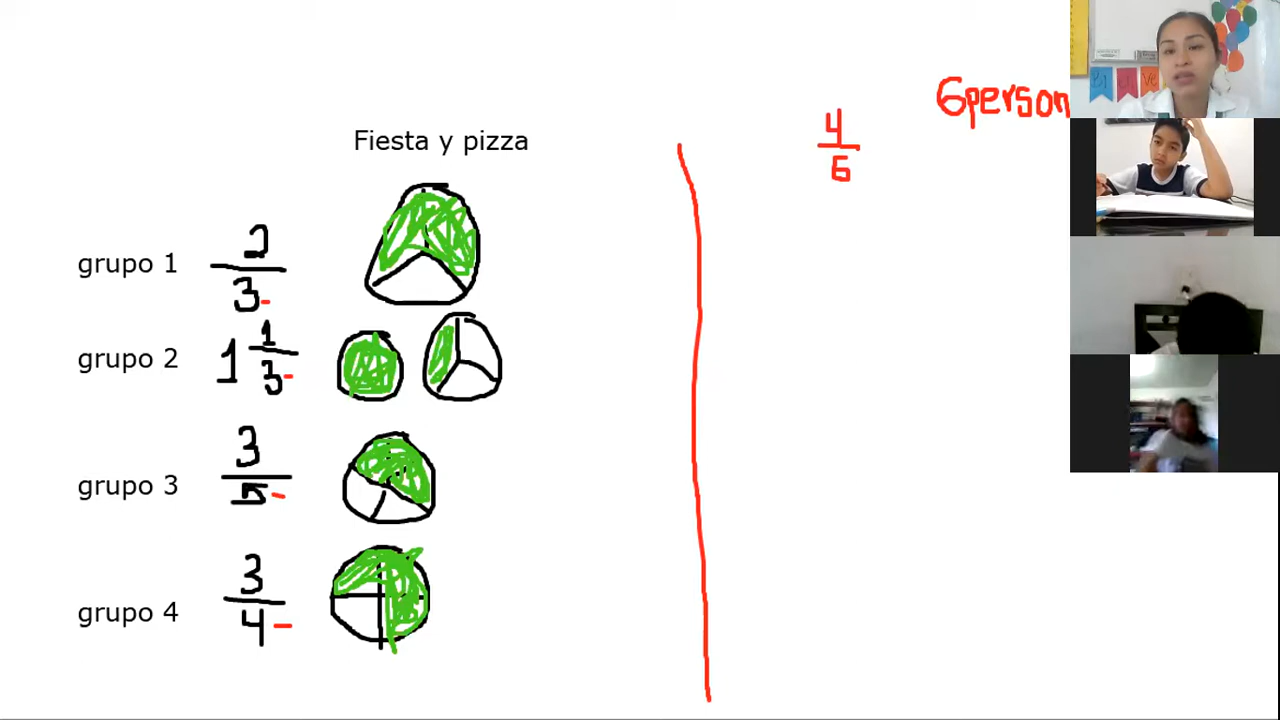 Fiesta y pizza
grupo 1
2
3
grupo 2
1 1
3
grupo 3
3
5
grupo 4
3
4
6person
4
6